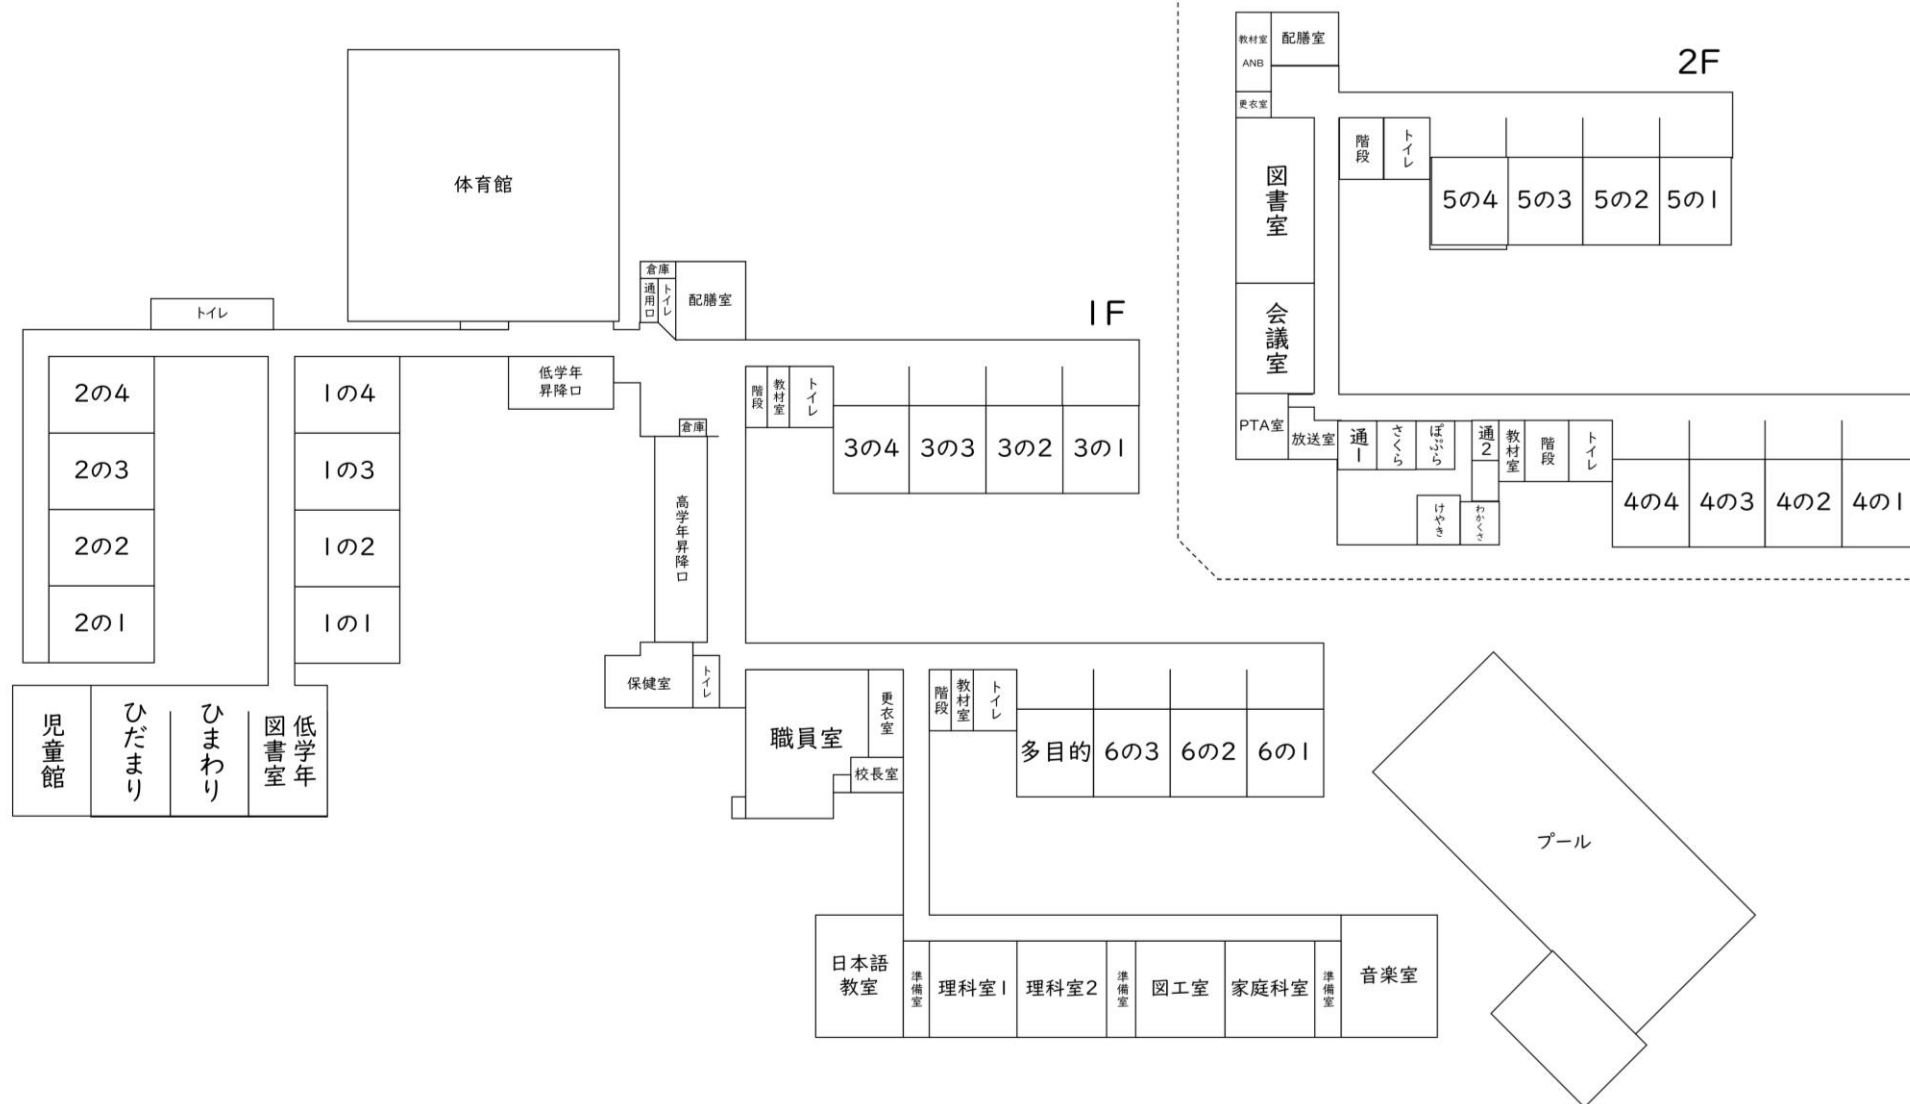 体育館
トイレ
2の4
2の3
2の2
2の1
1の4
1の3
1の2
1の1
児童館
ひだまり
ひまわり
低学年
図書室
低学年
昇降口
倉庫
通用口
トイレ
配膳室
1F
階段
教材室
トイレ
3の4
3の3
3の2
3の1
倉庫
高学年昇降口
保健室
トイレ
職員室
更衣室
校長室
階段
教材室
トイレ
多目的
6の3
6の2
6の1
日本語
教室
準備室
理科室1
理科室2
準備室
図工室
家庭科室
準備室
音楽室
プール
2F
教材室
ANB
配膳室
更衣室
図書室
会議室
階段
トイレ
5の4
5の3
5の2
5の1
PTA室
放送室
通1
さくら
ぽぷら
通2
教材室
階段
トイレ
けやき
わかくさ
4の4
4の3
4の2
4の1